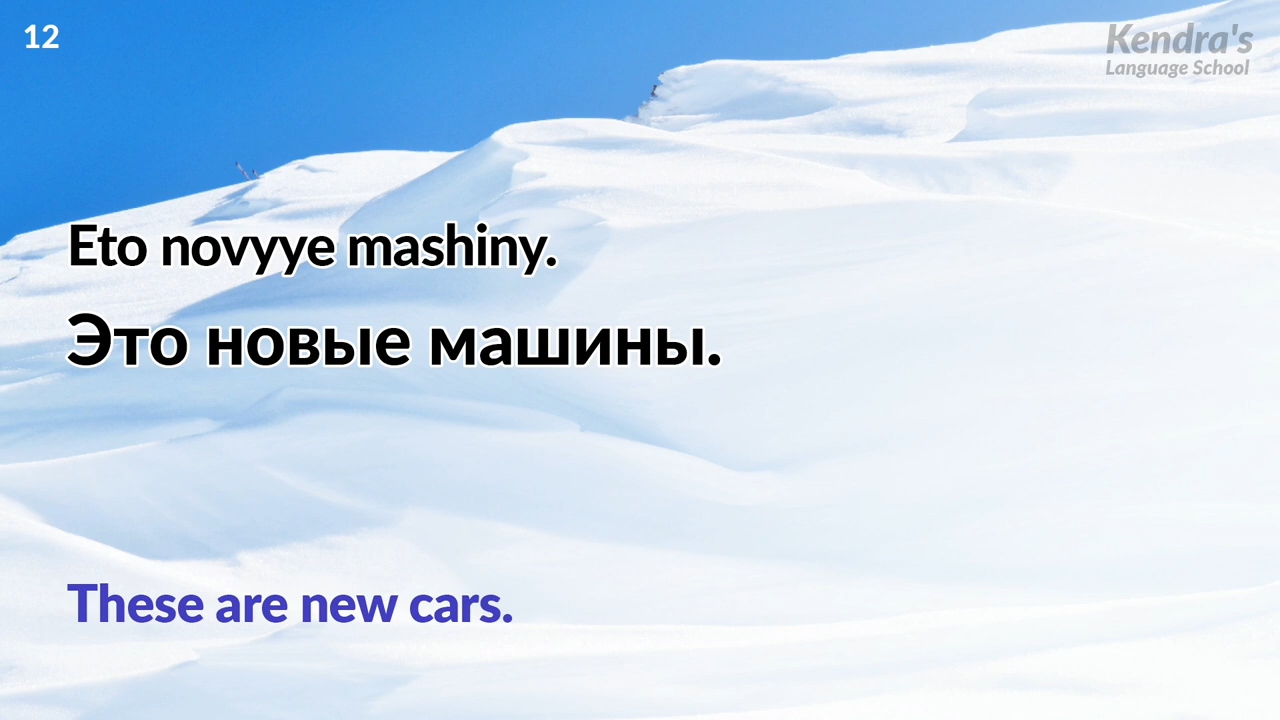 12
Kendra's
Language School
Eto novyye mashiny.
Это новые машины.
These are new cars.